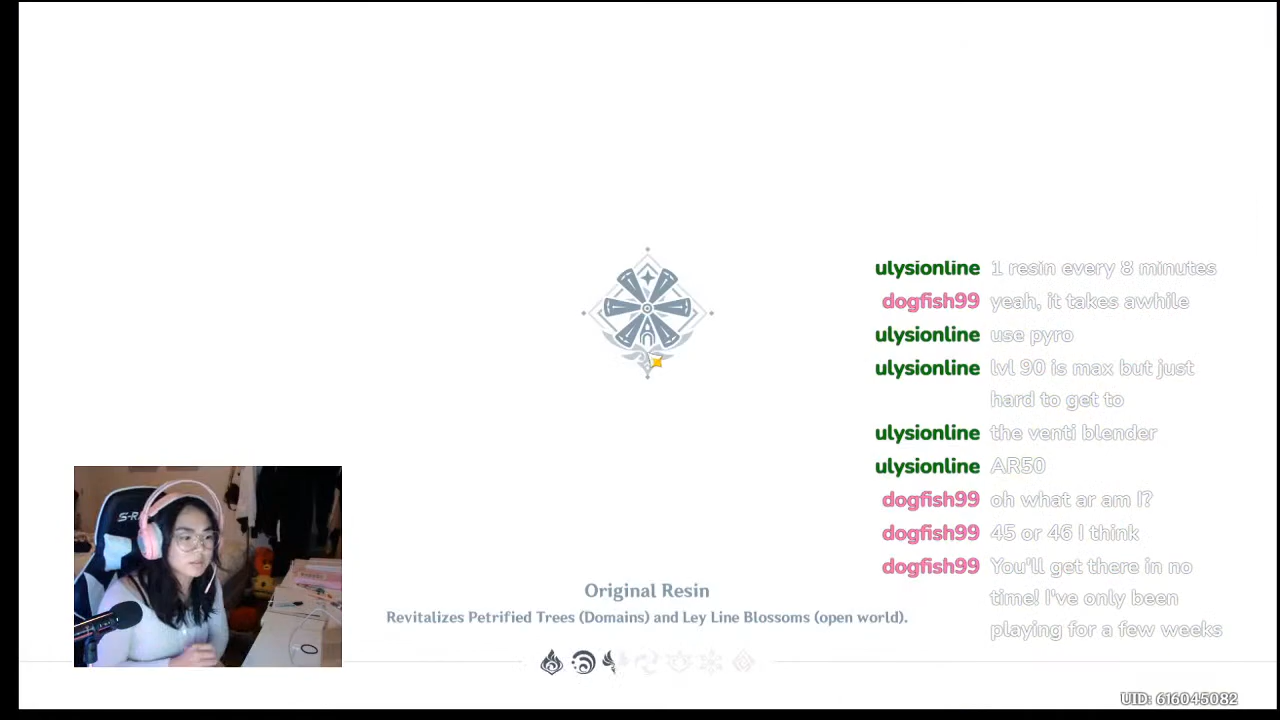 ulysionline 1 resin every 8 minutes
dogfish99 yeah, it takes awhile
ulysionline use pyro
ulysionline lvl 90 is max but just
hard to get to
ulysionline the venti blender
ulysionline AR50
dogfish99 oh what ar am I?
dogfish99 45 or 46 I think
dogfish99 You'll get there in no
time! I've only been
playing for a few weeks
S-R
Original Resin
Revitalizes Petrified Trees (Domains) and Ley Line Blossoms (open world).
UID: 616045082